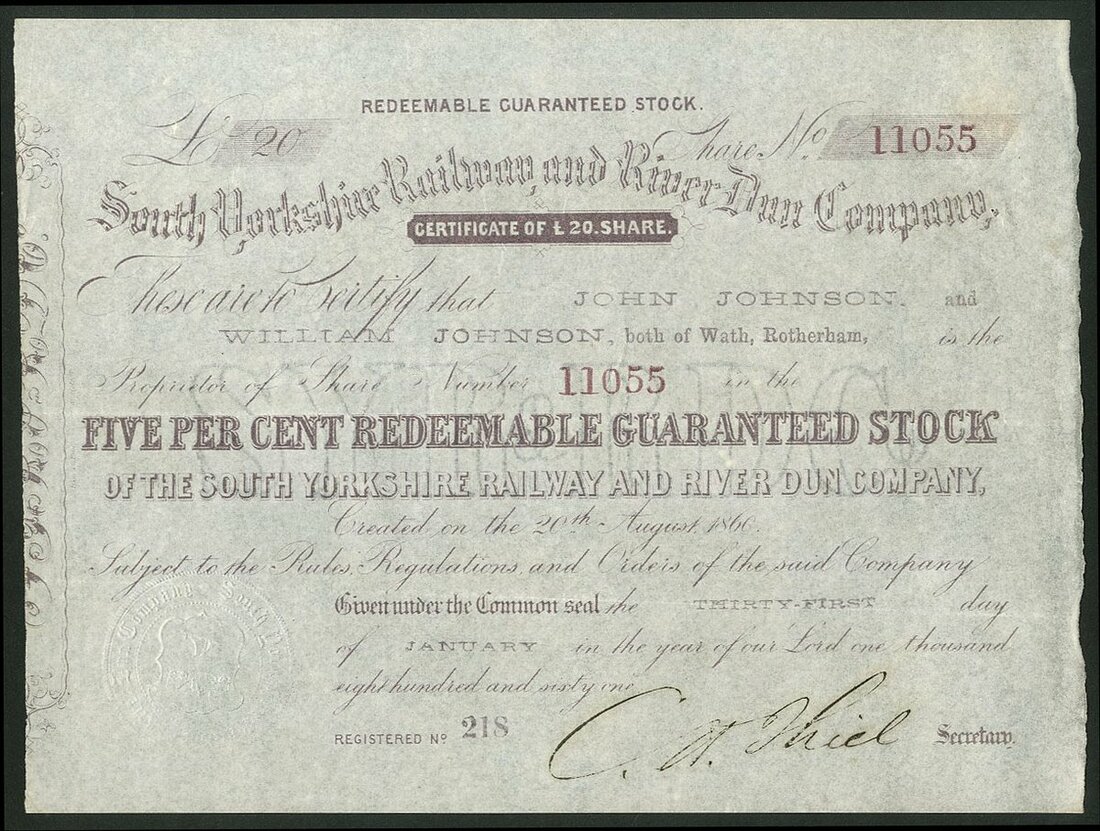 REDEEMABLE GUARANTEED STOCK.
£ 20 Share No. 11055
South Yorkshire Railway and River Dun Company,
CERTIFICATE OF £20. SHARE.
These are to Certify that JOHN JOHNSON. and
WILLIAM JOHNSON, both of Wath, Rotherham, is the
Proprietor of Share Number 11055 in the
FIVE PER CENT REDEEMABLE GUARANTEED STOCK
OF THE SOUTH YORKSHIRE RAILWAY AND RIVER DUN COMPANY,
Created on the 20th August, 1860.
Subject to the Rules, Regulations, and Orders of the said Company
Given under the Common seal the THIRTY-FIRST day
of JANUARY in the year of our Lord one thousand
eight hundred and sixty one
REGISTERED No 218
C. W. Thiel Secretary.